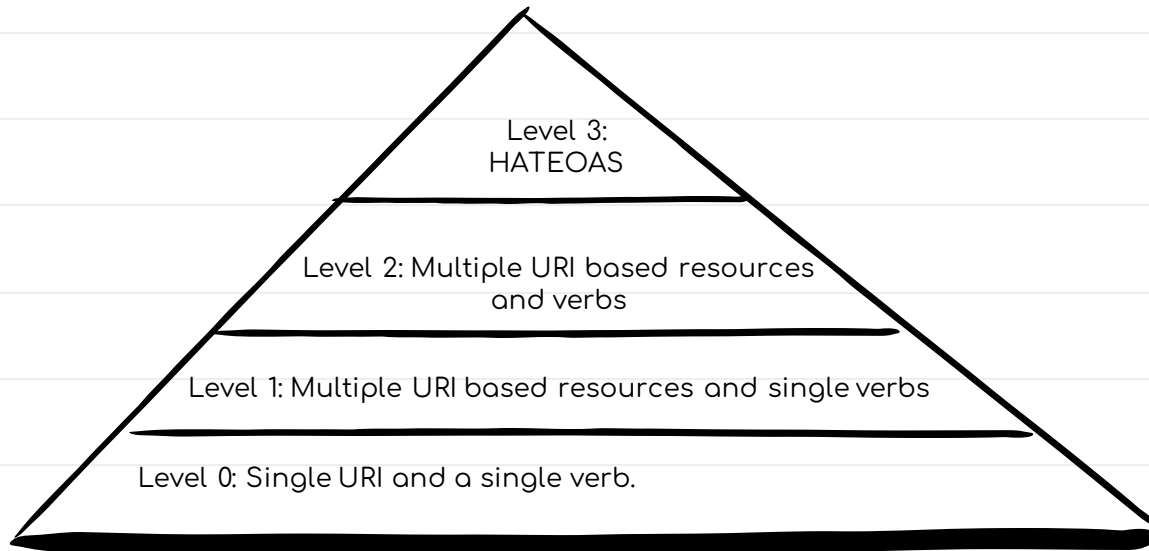 Level 3:
HATEOAS
Level 2: Multiple URI based resources
and verbs
Level 1: Multiple URI based resources and single verbs
Level 0: Single URI and a single verb.